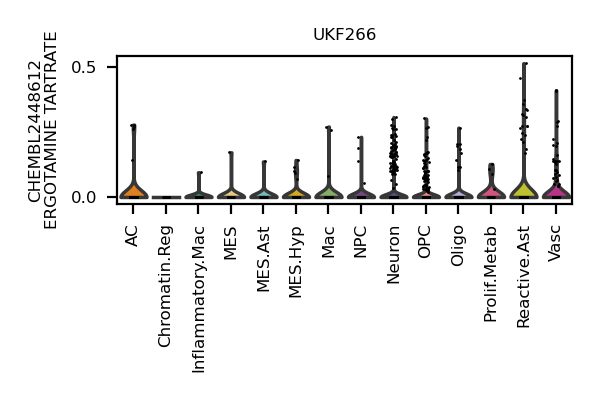 UKF266
CHEMBL2448612
ERGOTAMINE TARTRATE
0.5
0.0
AC
Chromatin.Reg
Inflammatory.Mac
MES
MES.Ast
MES.Hyp
Mac
NPC
Neuron
OPC
Oligo
Prolif.Metab
Reactive.Ast
Vasc